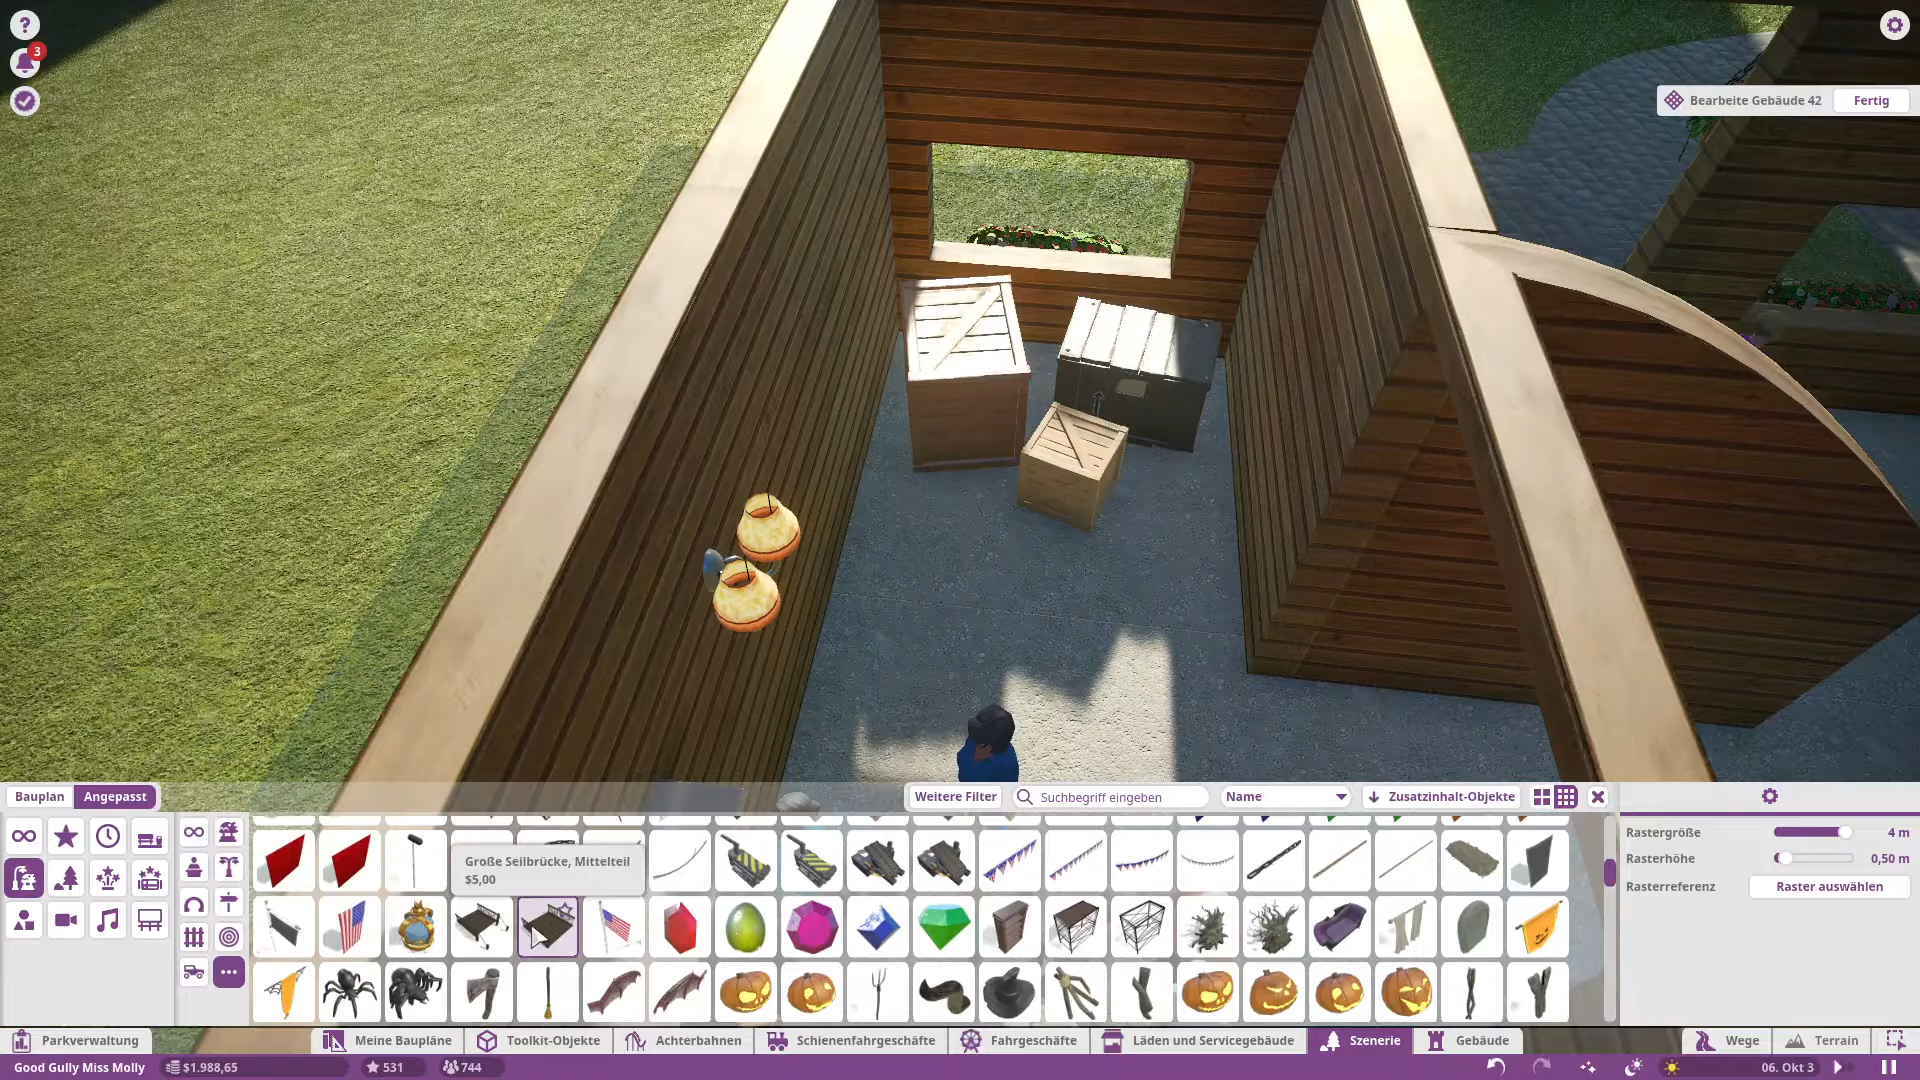 ?
3
Bearbeite Gebäude 42
Fertig
Bauplan
Angepasst
Weitere Filter
Suchbegriff eingeben
Name
Zusatzinhalt-Objekte
Große Seilbrücke, Mittelteil
$5,00
Rastergröße
4 m
Rasterhöhe
0,50 m
Rasterreferenz
Raster auswählen
Parkverwaltung
Meine Baupläne
Toolkit-Objekte
Achterbahnen
Schienenfahrgeschäfte
Fahrgeschäfte
Läden und Servicegebäude
Szenerie
Gebäude
Wege
Terrain
Good Gully Miss Molly
$1.988,65
531
744
06. Okt 3